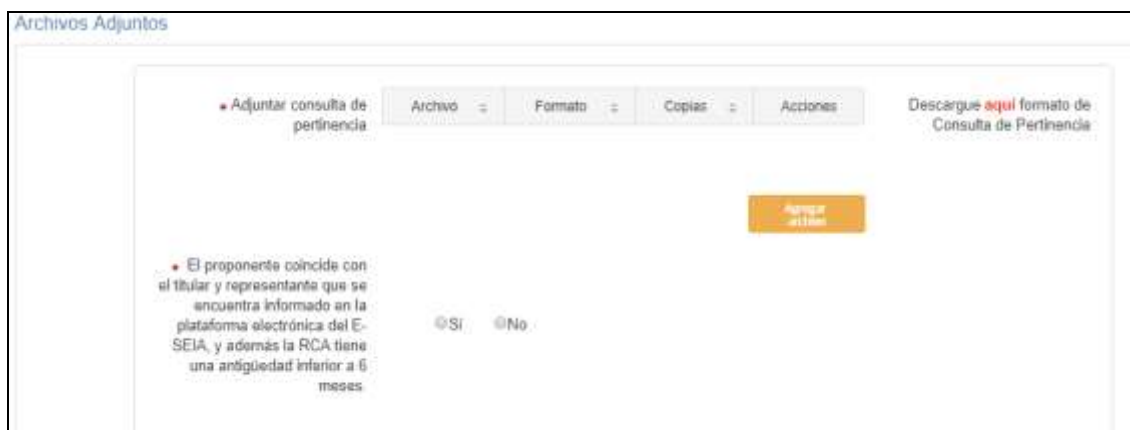 Archivos Adjuntos
• Adjuntar consulta de pertinencia
Archivo Formato Copias Acciones
Descargue aquí formato de
Consulta de Pertinencia
Agregar
archivo
• El proponente coincide con
el titular y representante que se
encuentra informado en la
plataforma electrónica del E-
SEIA, y además la RCA tiene
una antigüedad inferior a 6
meses.
Sí No